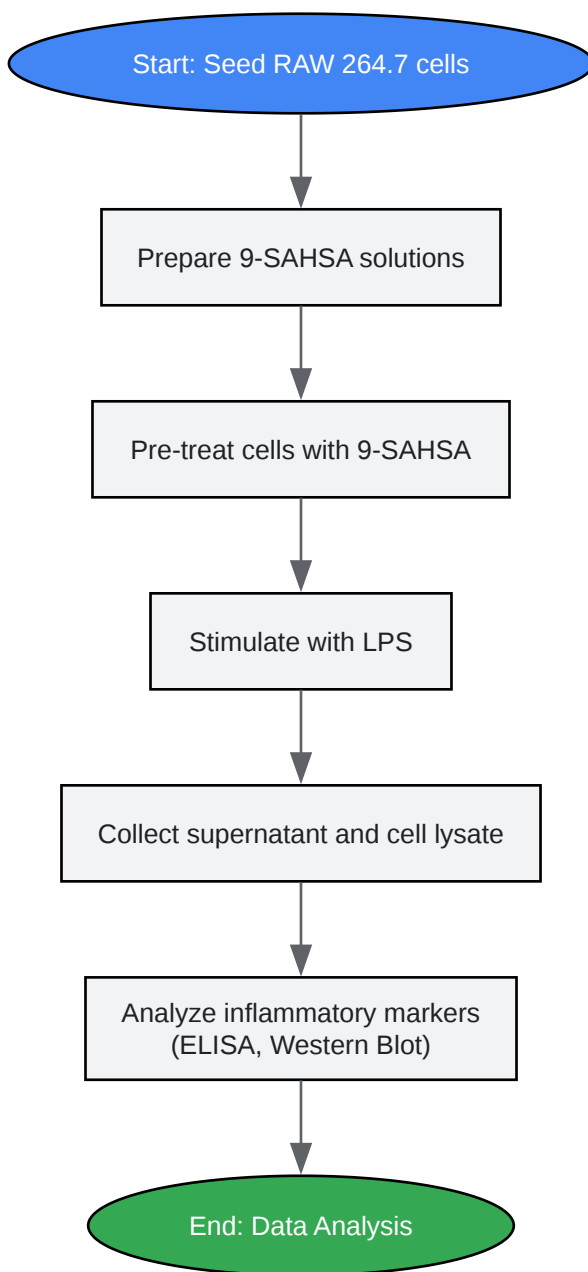 Start: Seed RAW 264.7 cells
Prepare 9-SAHSA solutions
Pre-treat cells with 9-SAHSA
Stimulate with LPS
Collect supernatant and cell lysate
Analyze inflammatory markers
(ELISA, Western Blot)
End: Data Analysis